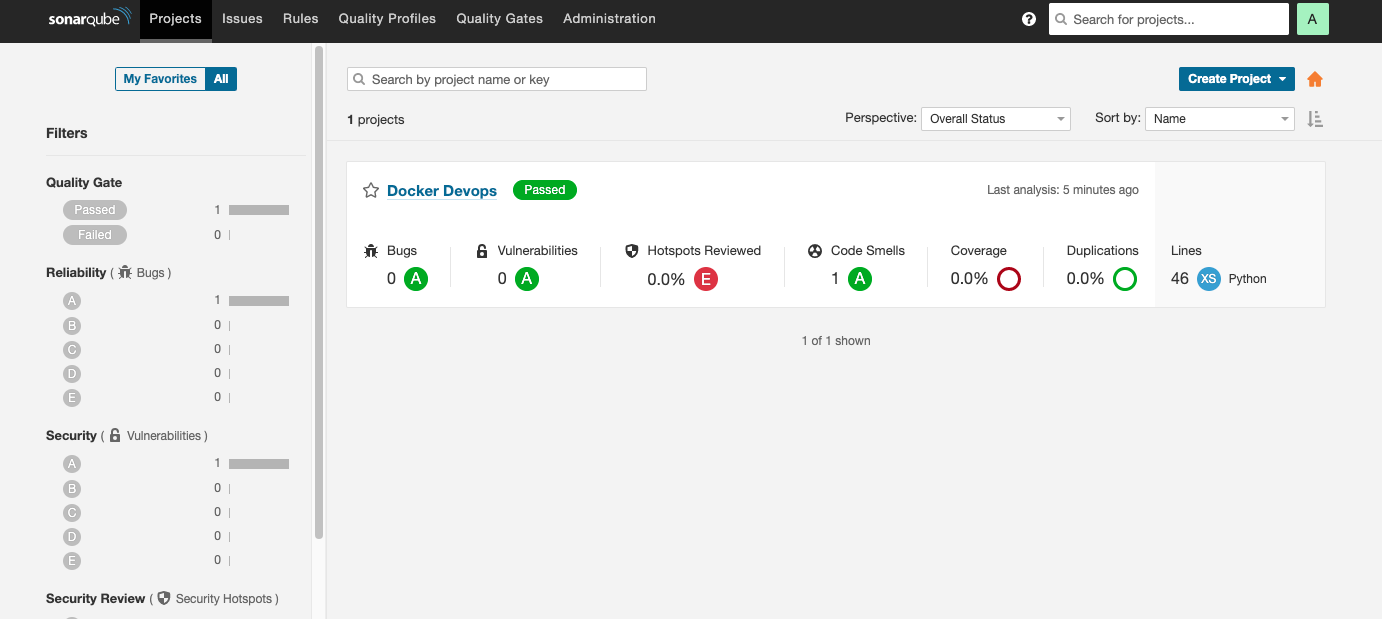 sonarqube Projects Issues Rules Quality Profiles Quality Gates Administration ? Search for projects... A
My Favorites All
Filters
Quality Gate
Passed 1
Failed 0
Reliability ( Bugs )
A 1
B 0
C 0
D 0
E 0
Security ( Vulnerabilities )
A 1
B 0
C 0
D 0
E 0
Security Review ( Security Hotspots )
Search by project name or key
Create Project
1 projects
Perspective: Overall Status
Sort by: Name
Docker Devops Passed
Last analysis: 5 minutes ago
Bugs Vulnerabilities Hotspots Reviewed Code Smells Coverage Duplications Lines
0 A 0 A 0.0% E 1 A 0.0% 0.0% 46 XS Python
1 of 1 shown